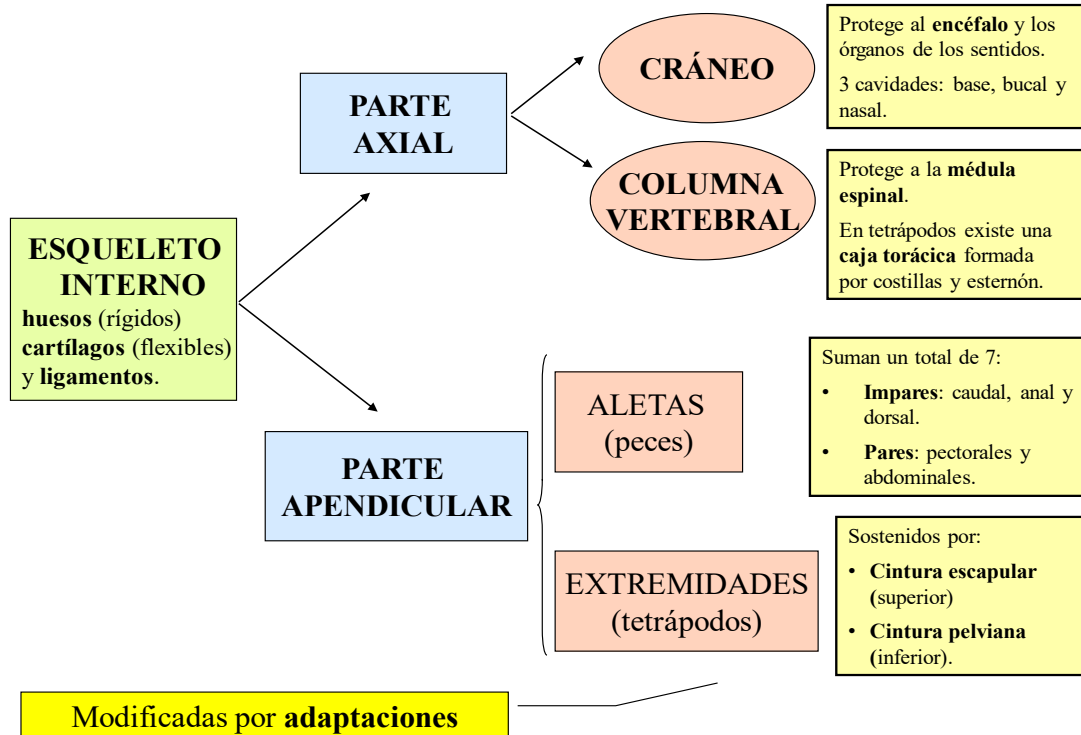 ESQUELETO
INTERNO
huesos (rígidos)
cartílagos (flexibles)
y ligamentos.
PARTE
AXIAL
CRÁNEO
Protege al encéfalo y los
órganos de los sentidos.
3 cavidades: base, bucal y
nasal.
COLUMNA
VERTEBRAL
Protege a la médula
espinal.
En tetrápodos existe una
caja torácica formada
por costillas y esternón.
PARTE
APENDICULAR
ALETAS
(peces)
Suman un total de 7:
• Impares: caudal, anal y
dorsal.
• Pares: pectorales y
abdominales.
EXTREMIDADES
(tetrápodos)
Sostenidos por:
• Cintura escapular
(superior)
• Cintura pelviana
(inferior).
Modificadas por adaptaciones